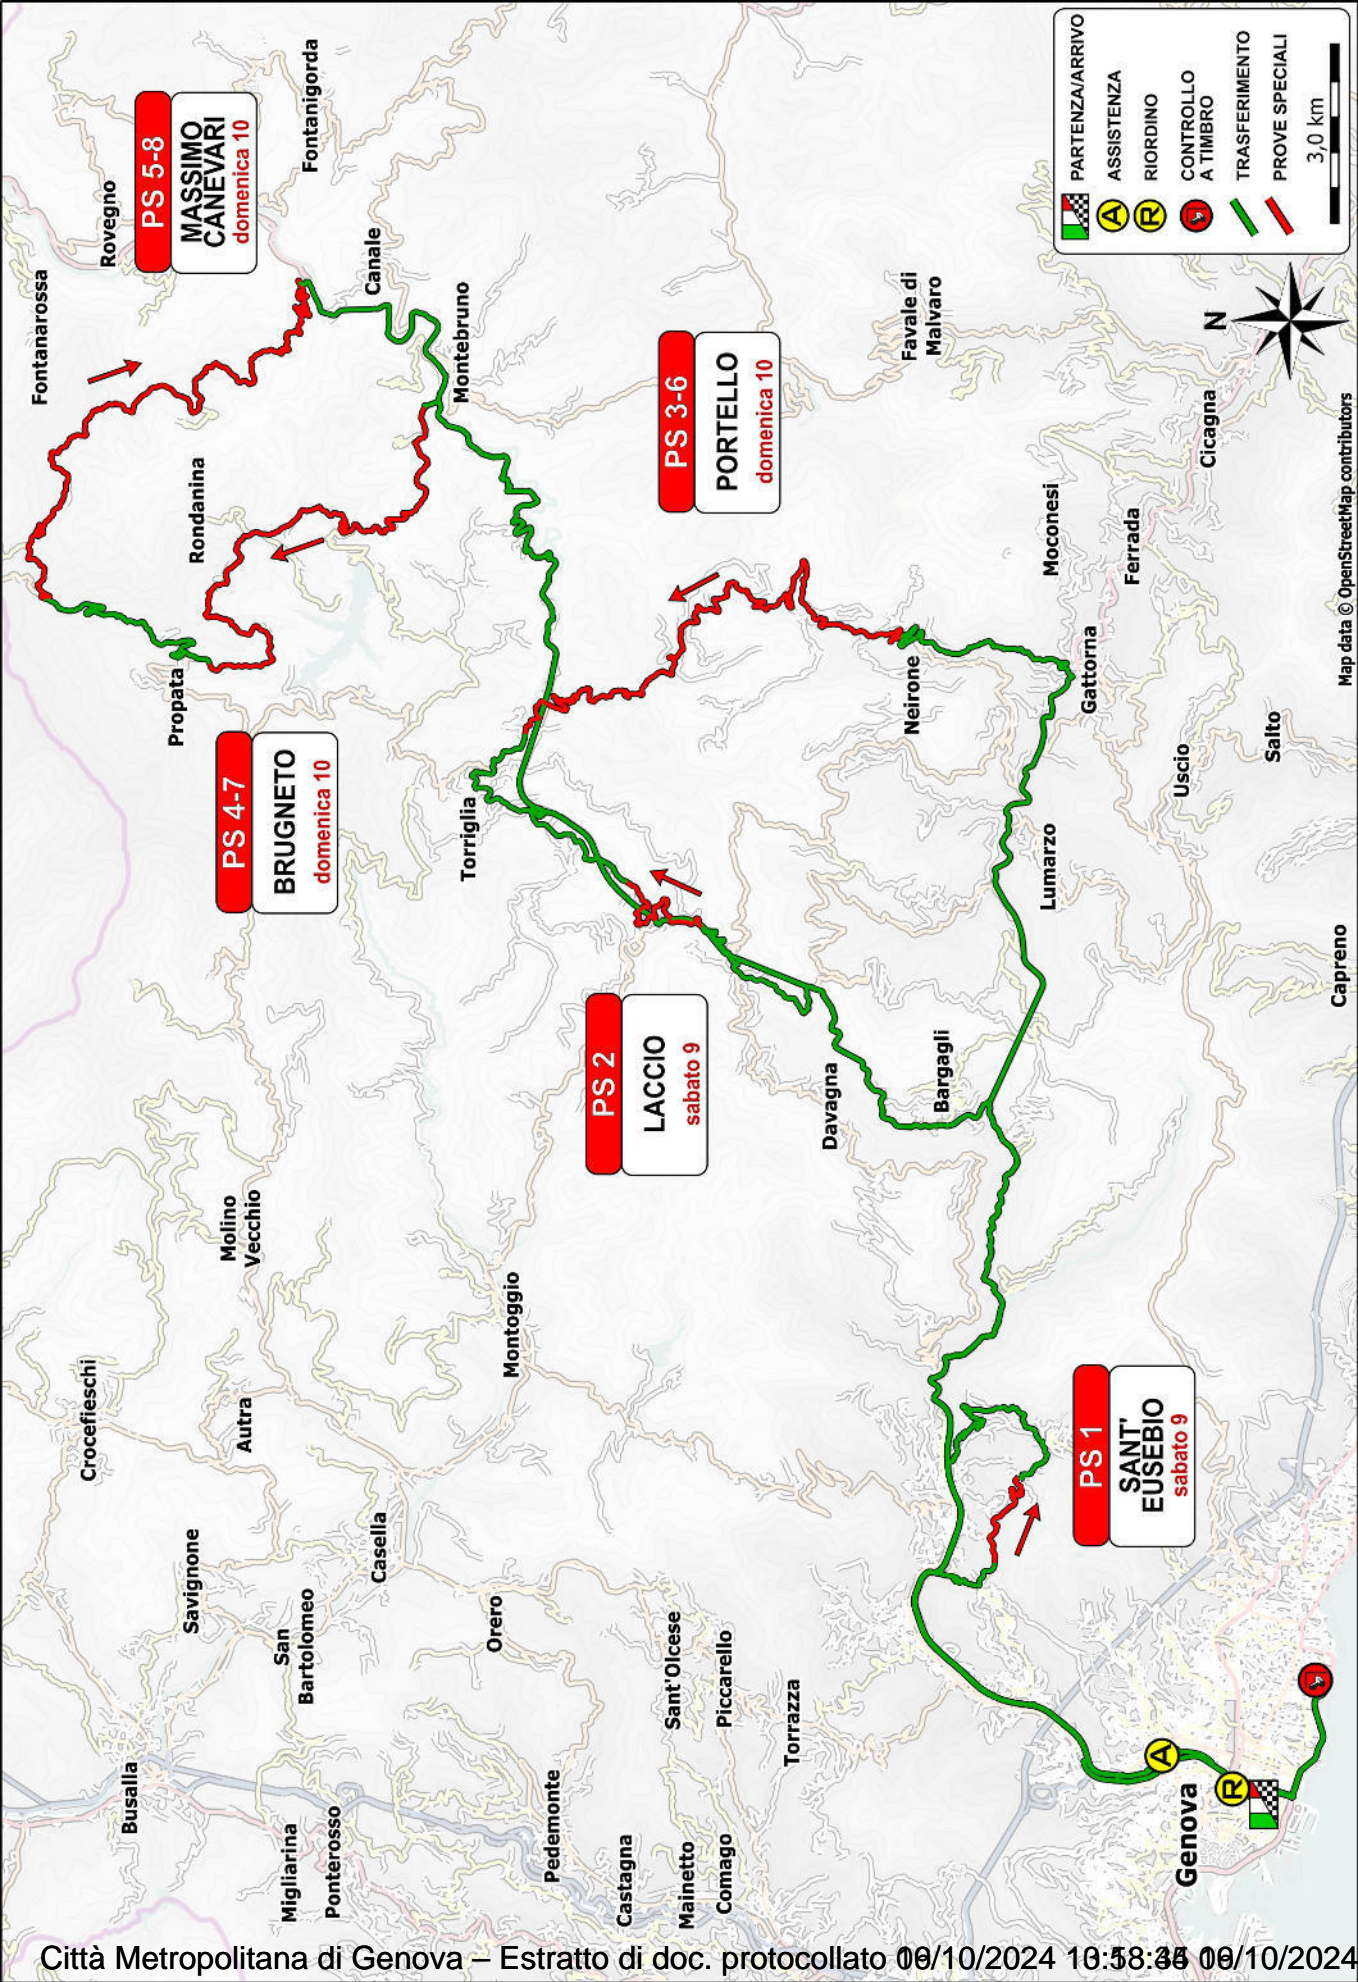 Fontanarossa
Rovegno
Fontanigorda
PS 5-8
MASSIMO
CANEVARI
domenica 10
Canale
Montebruno
Rondanina
Propata
PS 4-7
BRUGNETO
domenica 10
Torriglia
PS 3-6
PORTELLO
domenica 10
Favale di
Malvaro
Cicagna
Moconesi
Ferrada
Gattorna
Neirone
Lumarzo
Uscio
Salto
Capreno
PS 2
LACCIO
sabato 9
Davagna
Bargagli
Molino
Vecchio
Montoggio
Crocefieschi
Autra
Savignone
Casella
San
Bartolomeo
Orero
Sant'Olcese
Piccarello
Torrazza
Busalla
Migliarina
Ponterosso
Pedemonte
Castagna
Mainetto
Comago
Genova
PS 1
SANT'
EUSEBIO
sabato 9
A
R
N
PARTENZA/ARRIVO
A
ASSISTENZA
R
RIORDINO
CONTROLLO
A TIMBRO
TRASFERIMENTO
PROVE SPECIALI
3,0 km
Map data © OpenStreetMap contributors
Città Metropolitana di Genova – Estratto di doc. protocollato